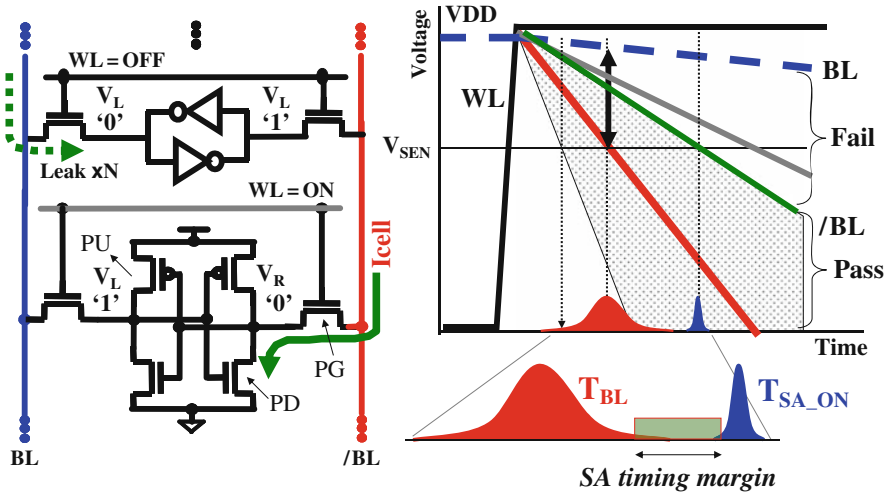 WL = OFF
V_L
'0'
V_L
'1'
Leak xN
WL = ON
PU
V_L
'1'
V_R
'0'
Icell
PG
PD
BL
/BL
Voltage
VDD
WL
V_SEN
BL
Fail
/BL
Pass
Time
T_BL
T_SA_ON
SA timing margin